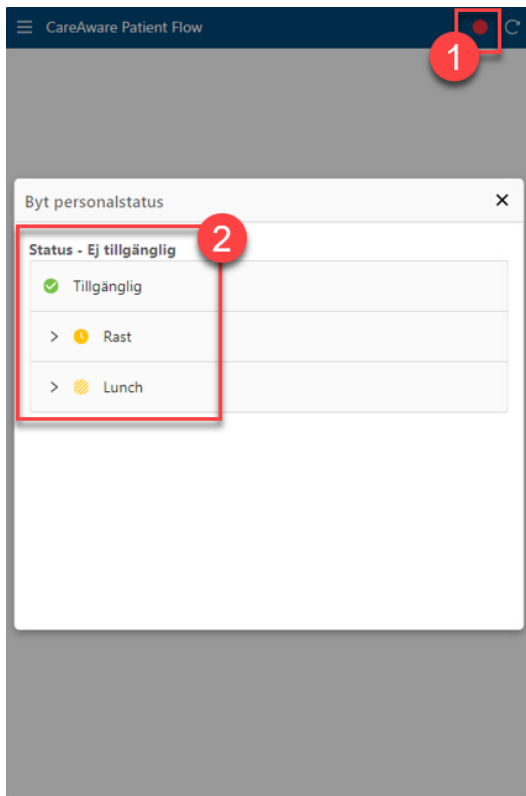 CareAware Patient Flow
1
Byt personalstatus
2
Status - Ej tillgänglig
Tillgänglig
Rast
Lunch